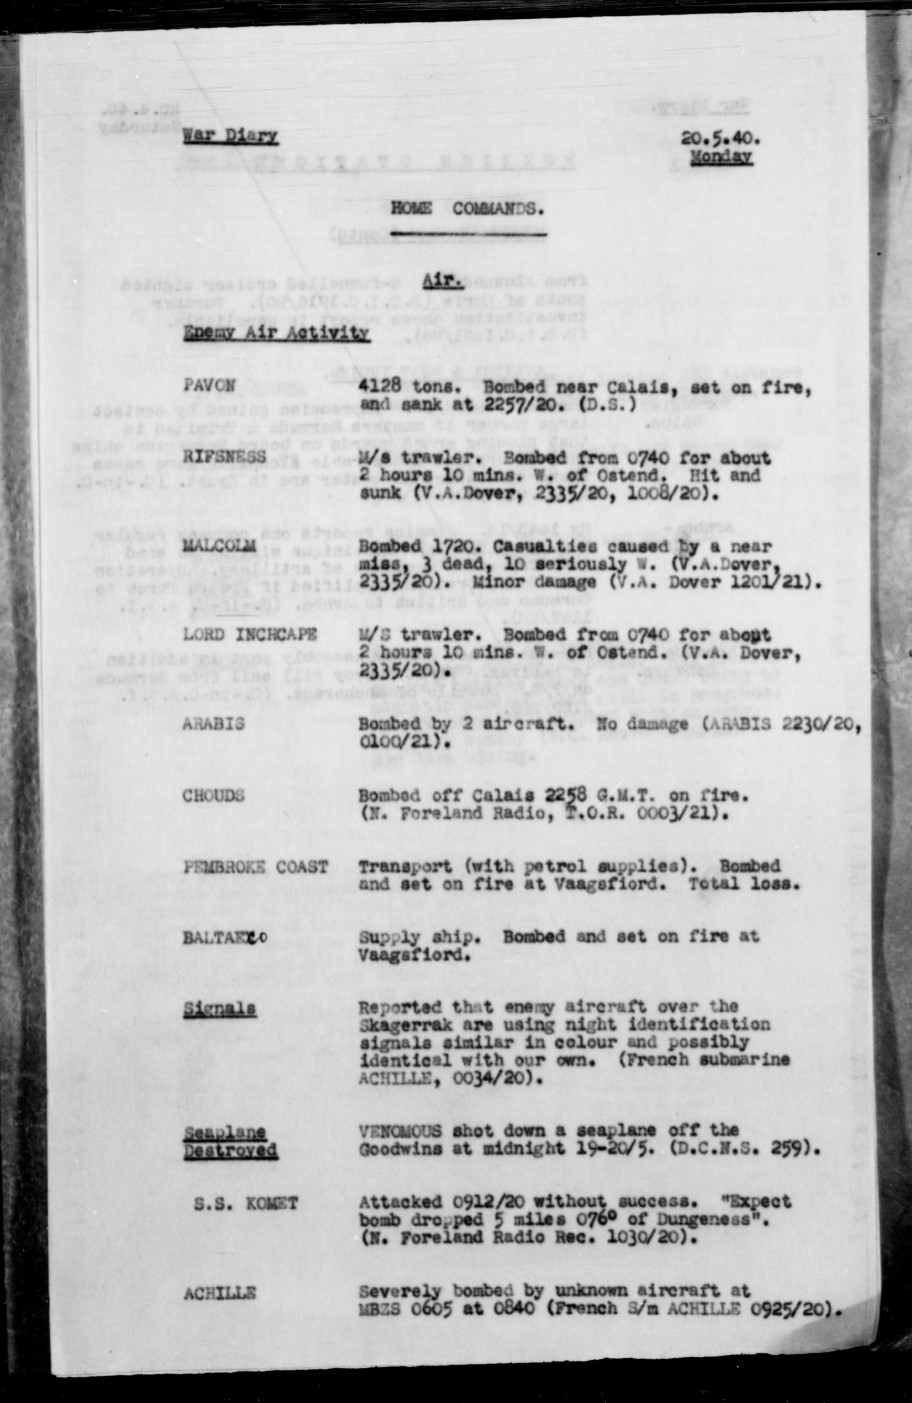 War Diary 20.5.40.
Monday
HOME COMMANDS.
Air.
Enemy Air Activity
PAVON 4128 tons. Bombed near Calais, set on fire,
and sank at 2257/20. (D.S.)
RIFSNESS M/s trawler. Bombed from 0740 for about
2 hours 10 mins. W. of Ostend. Hit and
sunk (V.A.Dover, 2335/20, 1008/20).
MALCOLM Bombed 1720. Casualties caused by a near
miss, 3 dead, 10 seriously W. (V.A.Dover,
2335/20). Minor damage (V.A. Dover 1201/21).
LORD INCHCAPE M/S trawler. Bombed from 0740 for about
2 hours 10 mins. W. of Ostend. (V.A. Dover,
2335/20).
ARABIS Bombed by 2 aircraft. No damage (ARABIS 2230/20,
0100/21).
CHOUDS Bombed off Calais 2258 G.M.T. on fire.
(N. Foreland Radio, T.O.R. 0003/21).
PEMBROKE COAST Transport (with petrol supplies). Bombed
and set on fire at Vaagsfiord. Total loss.
Supply ship. Bombed and set on fire at
Vaagsfiord.
Signals Reported that enemy aircraft over the
Skagerrak are using night identification
signals similar in colour and possibly
identical with our own. (French submarine
ACHILLE, 0034/20).
Seaplane VENOMOUS shot down a seaplane off the
Destroyed Goodwins at midnight 19-20/5. (D.C.N.S. 259).
S.S. KOMET Attacked 0912/20 without success. "Expect
bomb dropped 5 miles 076° of Dungeness".
(N. Foreland Radio Rec. 1030/20).
ACHILLE Severely bombed by unknown aircraft at
MBZS 0605 at 0840 (French S/m ACHILLE 0925/20).